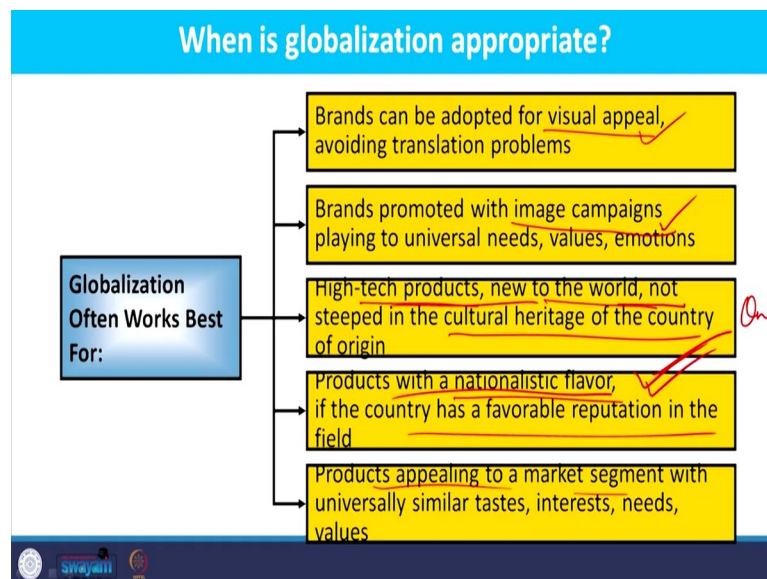 When is globalization appropriate?
Brands can be adopted for visual appeal,
avoiding translation problems
Brands promoted with image campaigns
playing to universal needs, values, emotions
Globalization
Often Works Best
For:
High-tech products, new to the world, not
steeped in the cultural heritage of the country
of origin
On
Products with a nationalistic flavor,
if the country has a favorable reputation in the
field
Products appealing to a market segment with
universally similar tastes, interests, needs,
values
swayam